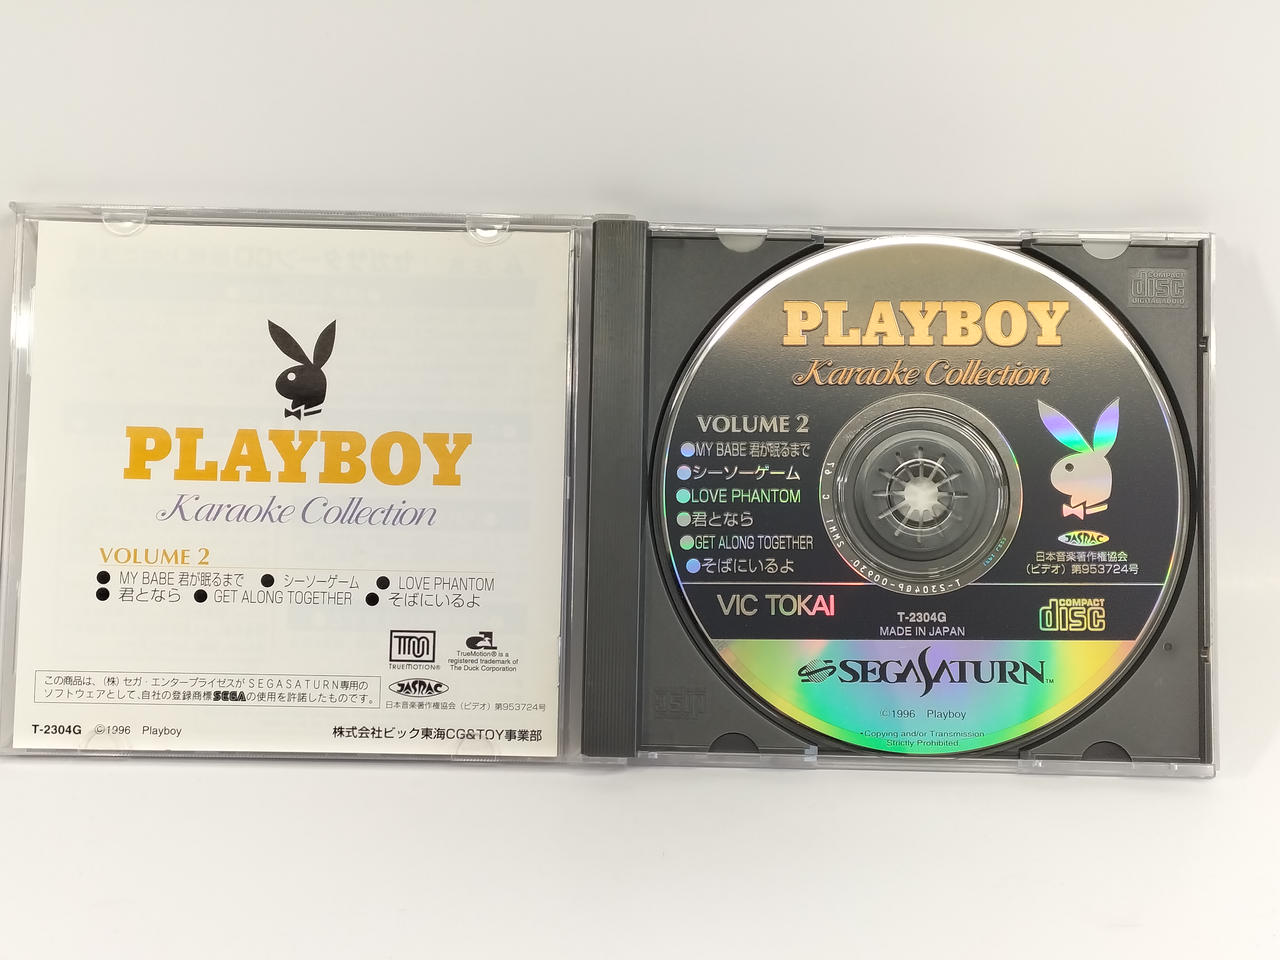 PLAYBOY
Karaoke Collection
VOLUME 2
● MY BABE 君が眠るまで ● シーソーゲーム ● LOVE PHANTOM
● 君となら ● GET ALONG TOGETHER ● そばにいるよ
TRUEMOTION®
TrueMotion® is a
registered trademark of
The Duck Corporation
この商品は、(株)セガ・エンタープライゼスがSEGASATURN専用の
ソフトウェアとして、自社の登録商標SEGAの使用を許諾したものです。
JASRAC
日本音楽著作権協会(ビデオ)第953724号
T-2304G ©1996 Playboy
株式会社ビック東海CG&TOY事業部
PLAYBOY
Karaoke Collection
VOLUME 2
●MY BABE 君が眠るまで
●シーソーゲーム
●LOVE PHANTOM
●君となら
●GET ALONG TOGETHER
●そばにいるよ
JASRAC
日本音楽著作権協会
(ビデオ)第953724号
VIC TOKAI
T-2304G
MADE IN JAPAN
COMPACT
disc
SEGASATURN™
©1996 Playboy
•Copying and/or Transmission
Strictly Prohibited.
COMPACT
disc
DIGITAL AUDIO